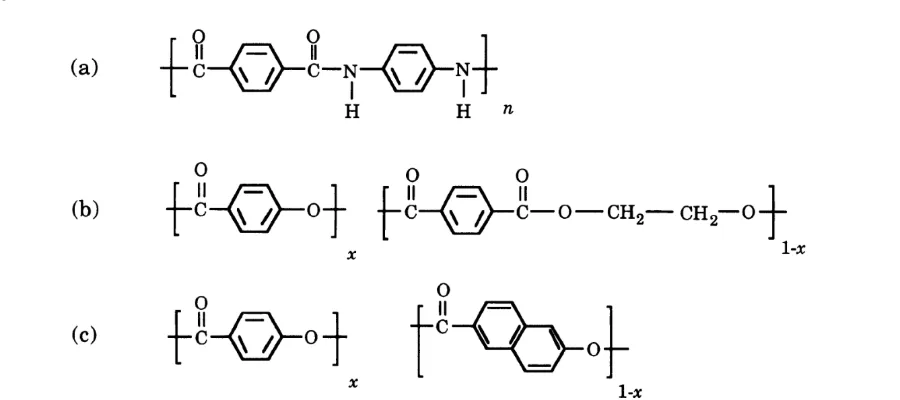 O O
(a) C C N N
H H n
O O O
(b) C O C C O CH2 CH2 O
x 1-x
O O
(c) C O C O
x 1-x